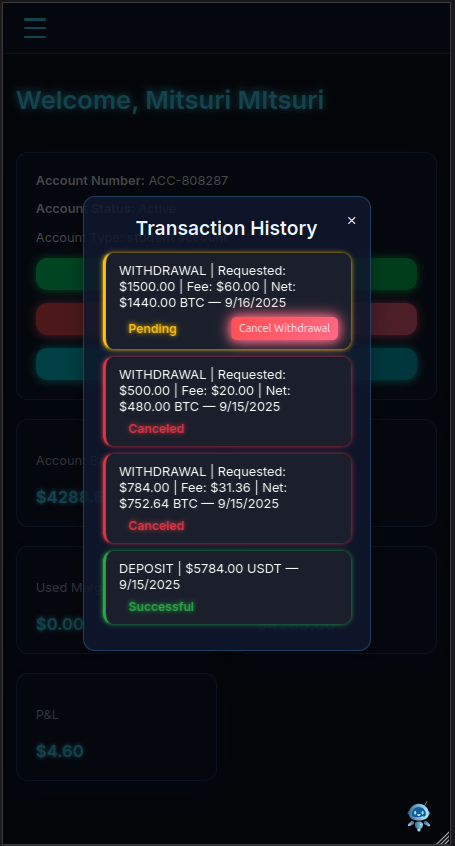 Welcome, Mitsuri MItsuri
Account Number: ACC-808287
Account Status: Active
Account Type: student account
Transaction History
×
WITHDRAWAL | Requested:
$1500.00 | Fee: $60.00 | Net:
$1440.00 BTC — 9/16/2025
Pending
Cancel Withdrawal
WITHDRAWAL | Requested:
$500.00 | Fee: $20.00 | Net:
$480.00 BTC — 9/15/2025
Canceled
WITHDRAWAL | Requested:
$784.00 | Fee: $31.36 | Net:
$752.64 BTC — 9/15/2025
Canceled
DEPOSIT | $5784.00 USDT —
9/15/2025
Successful
Account
$4288
Used
$0.00
P&L
$4.60